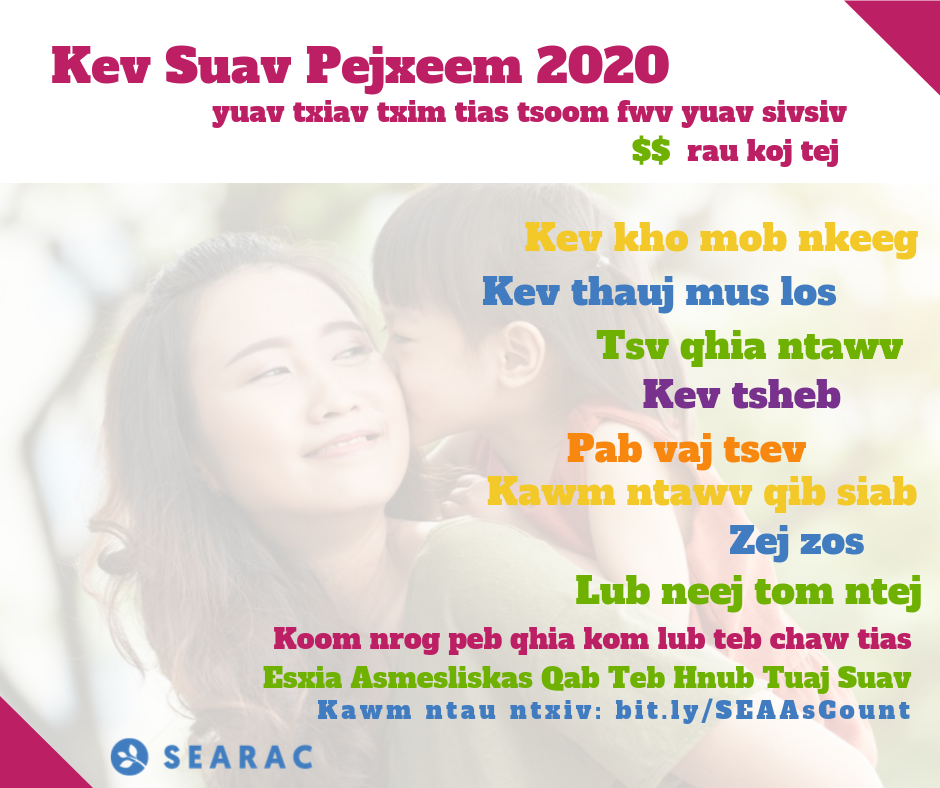 Kev Suav Pejxeem 2020
yuav txiav txim tias tsoom fwv yuav sivsiv
$$ rau koj tej
Kev kho mob nkeeg
Kev thauj mus los
Tsv qhia ntawv
Kev tsheb
Pab vaj tsev
Kawm ntawv qib siab
Zej zos
Lub neej tom ntej
Koom nrog peb qhia kom lub teb chaw tias
Esxia Asmesliskas Qab Teb Hnub Tuaj Suav
Kawm ntau ntxiv: bit.ly/SEAAsCount
SEARAC